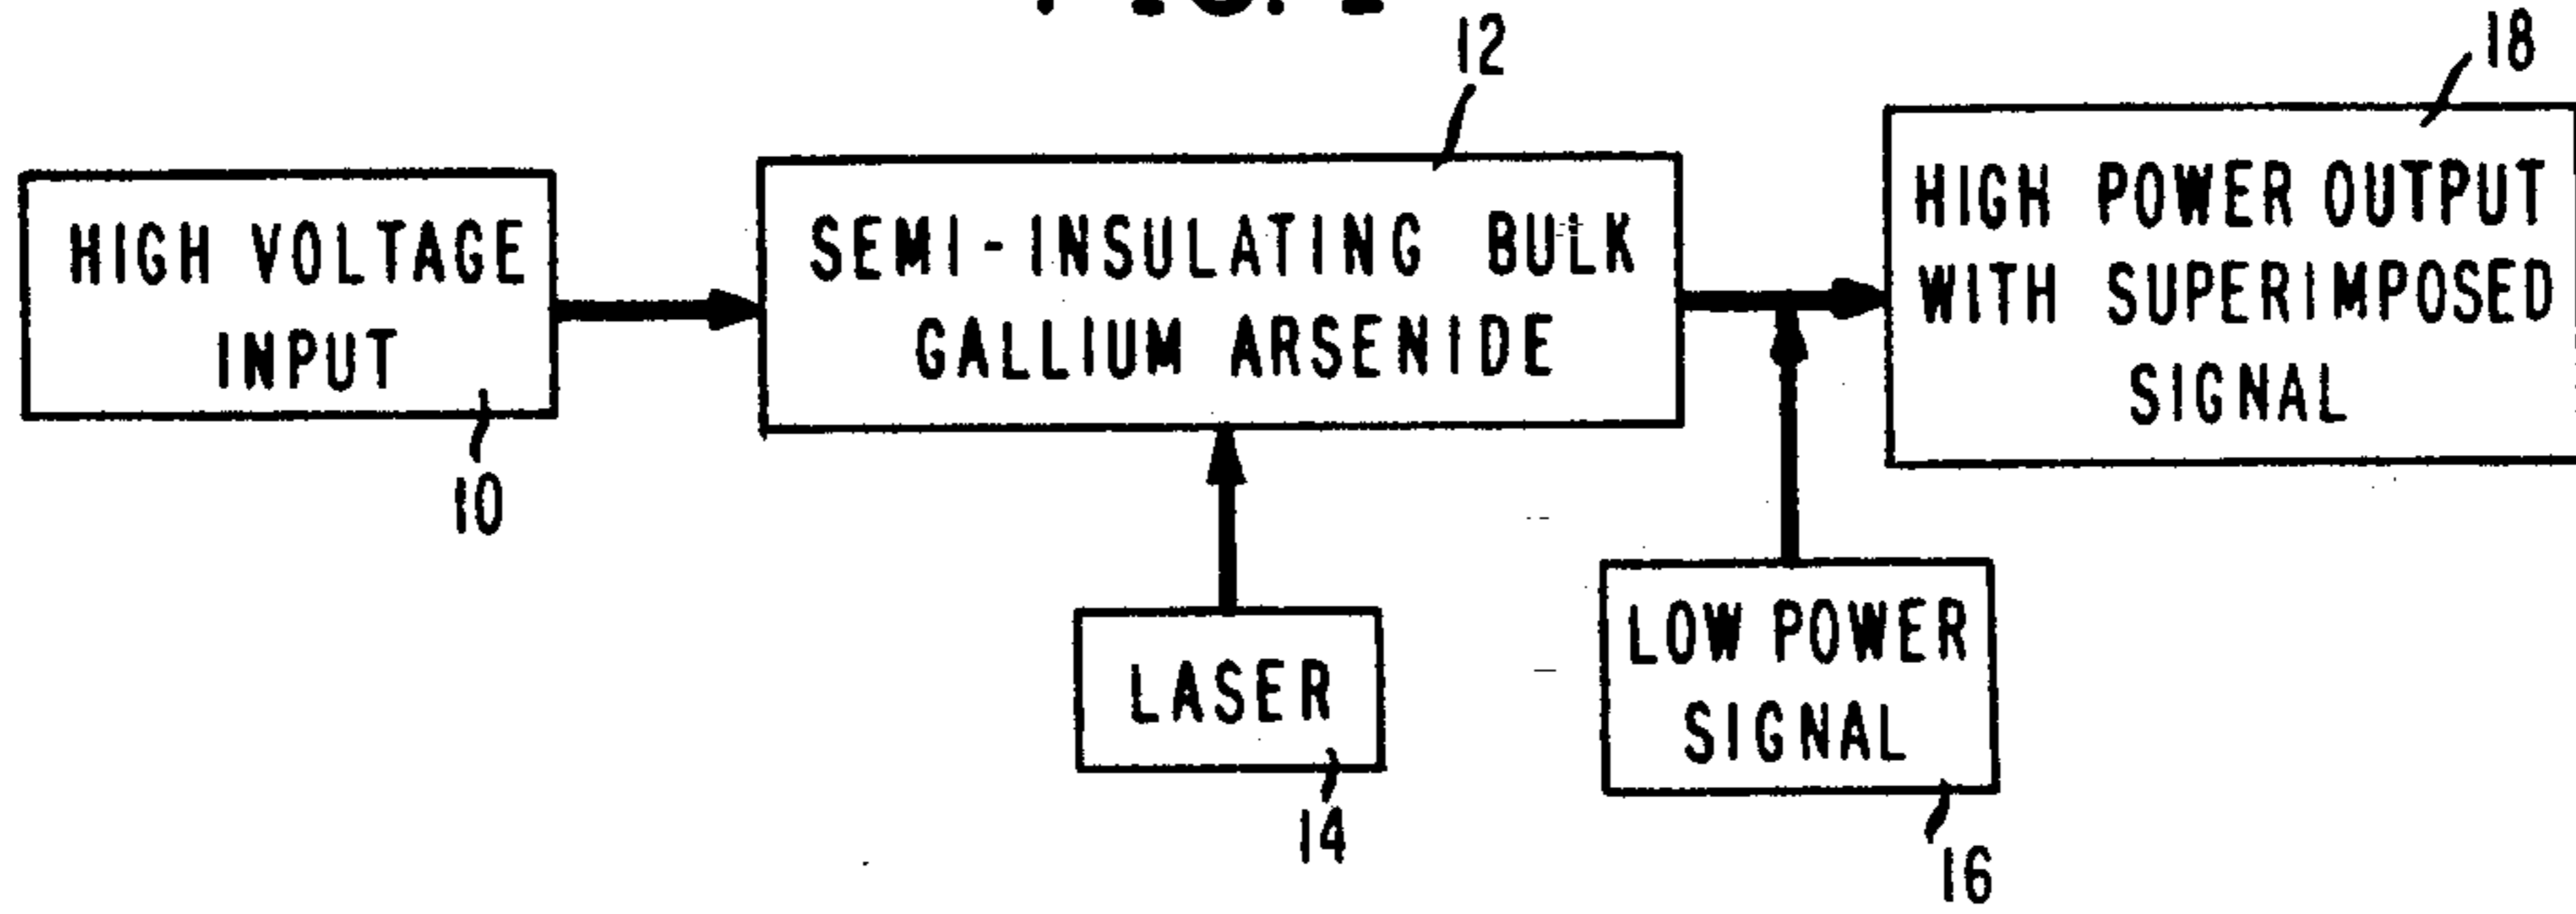 12
18
HIGH VOLTAGE
INPUT
10
SEMI-INSULATING BULK
GALLIUM ARSENIDE
HIGH POWER OUTPUT
WITH SUPERIMPOSED
SIGNAL
LASER
14
LOW POWER
SIGNAL
16